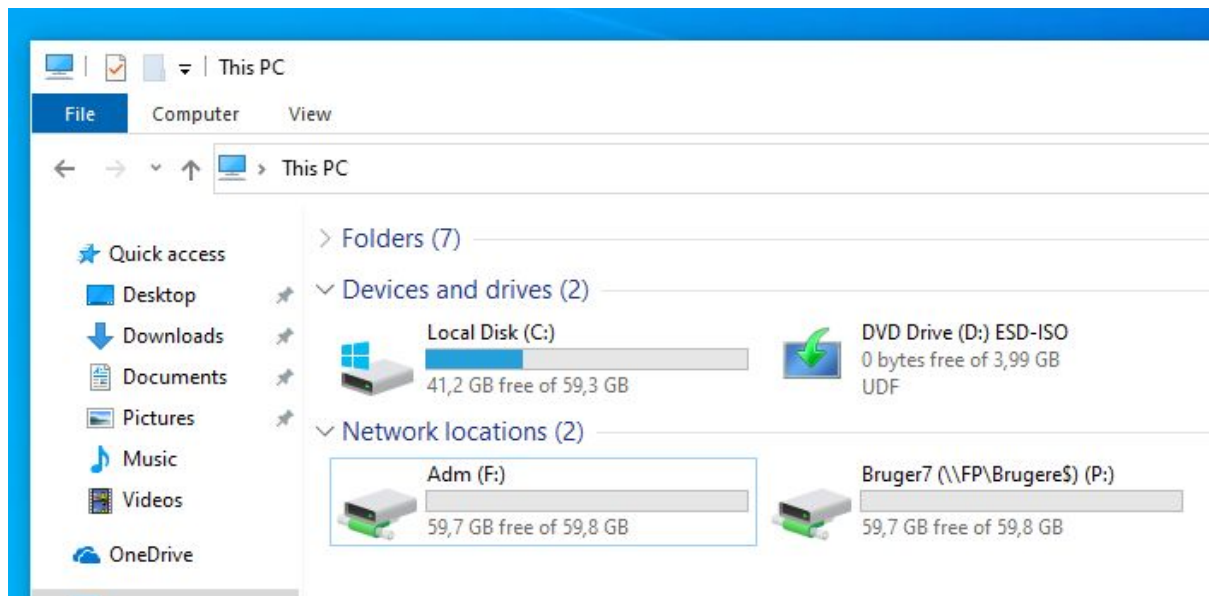 This PC
File Computer View
This PC
Quick access
Desktop
Downloads
Documents
Pictures
Music
Videos
OneDrive
Folders (7)
Devices and drives (2)
Local Disk (C:)
41,2 GB free of 59,3 GB
DVD Drive (D:) ESD-ISO
0 bytes free of 3,99 GB
UDF
Network locations (2)
Adm (F:)
59,7 GB free of 59,8 GB
Bruger7 (\\FP\Brugere$) (P:)
59,7 GB free of 59,8 GB